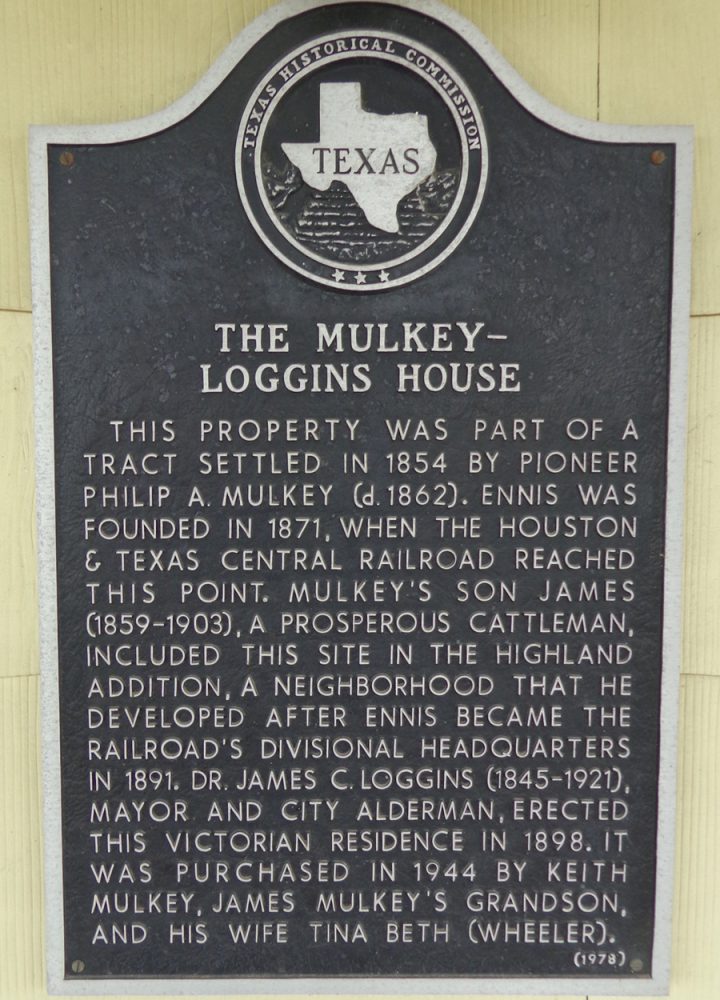 TEXAS HISTORICAL COMMISSION
TEXAS
THE MULKEY–
LOGGINS HOUSE
THIS PROPERTY WAS PART OF A
TRACT SETTLED IN 1854 BY PIONEER
PHILIP A. MULKEY (d. 1862). ENNIS WAS
FOUNDED IN 1871, WHEN THE HOUSTON
& TEXAS CENTRAL RAILROAD REACHED
THIS POINT. MULKEY'S SON JAMES
(1859–1903), A PROSPEROUS CATTLEMAN,
INCLUDED THIS SITE IN THE HIGHLAND
ADDITION, A NEIGHBORHOOD THAT HE
DEVELOPED AFTER ENNIS BECAME THE
RAILROAD'S DIVISIONAL HEADQUARTERS
IN 1891. DR. JAMES C. LOGGINS (1845–1921),
MAYOR AND CITY ALDERMAN, ERECTED
THIS VICTORIAN RESIDENCE IN 1898. IT
WAS PURCHASED IN 1944 BY KEITH
MULKEY, JAMES MULKEY'S GRANDSON,
AND HIS WIFE TINA BETH (WHEELER).
(1978)